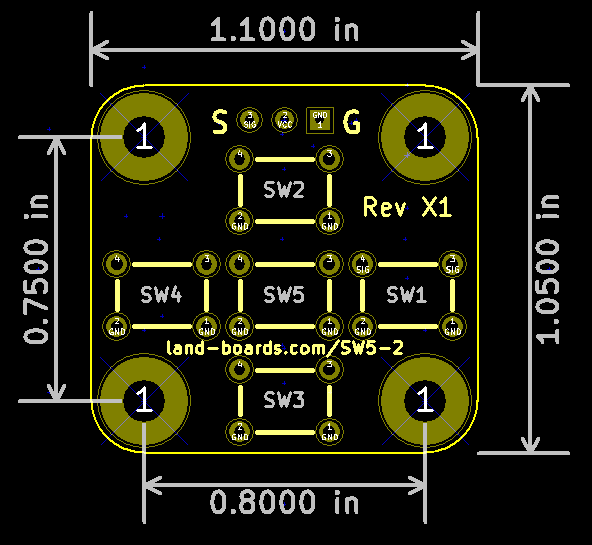 1.1000 in
S 3 SIG 2 VCC GND 1 G
1 1
4 3
SW2
2 GND 1 GND
Rev X1
0.7500 in
1.0500 in
4 3 4 3 4 SIG 3 SIG
SW4 SW5 SW1
2 GND 1 GND 2 GND 1 GND 2 GND 1 GND
land-boards.com/SW5-2
4 3
1 1
SW3
2 GND 1 GND
0.8000 in